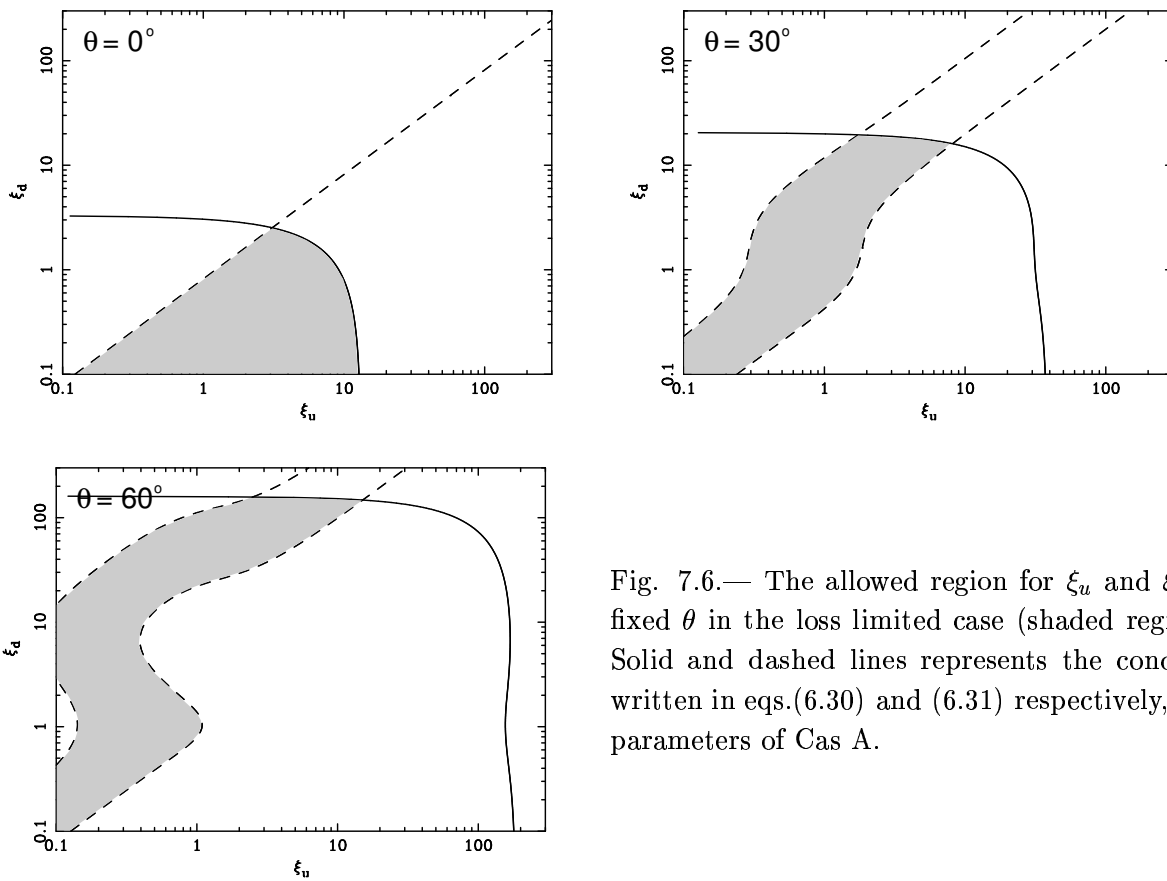 θ = 0°
100
10
1
0.1
ξd
0.1 1 10 100
ξu
θ = 30°
100
10
1
0.1
ξd
0.1 1 10 100
ξu
θ = 60°
100
10
1
0.1
ξd
0.1 1 10 100
ξu
Fig. 7.6.— The allowed region for ξu and
fixed θ in the loss limited case (shaded
Solid and dashed lines represents the
written in eqs.(6.30) and (6.31) respectively,
parameters of Cas A.